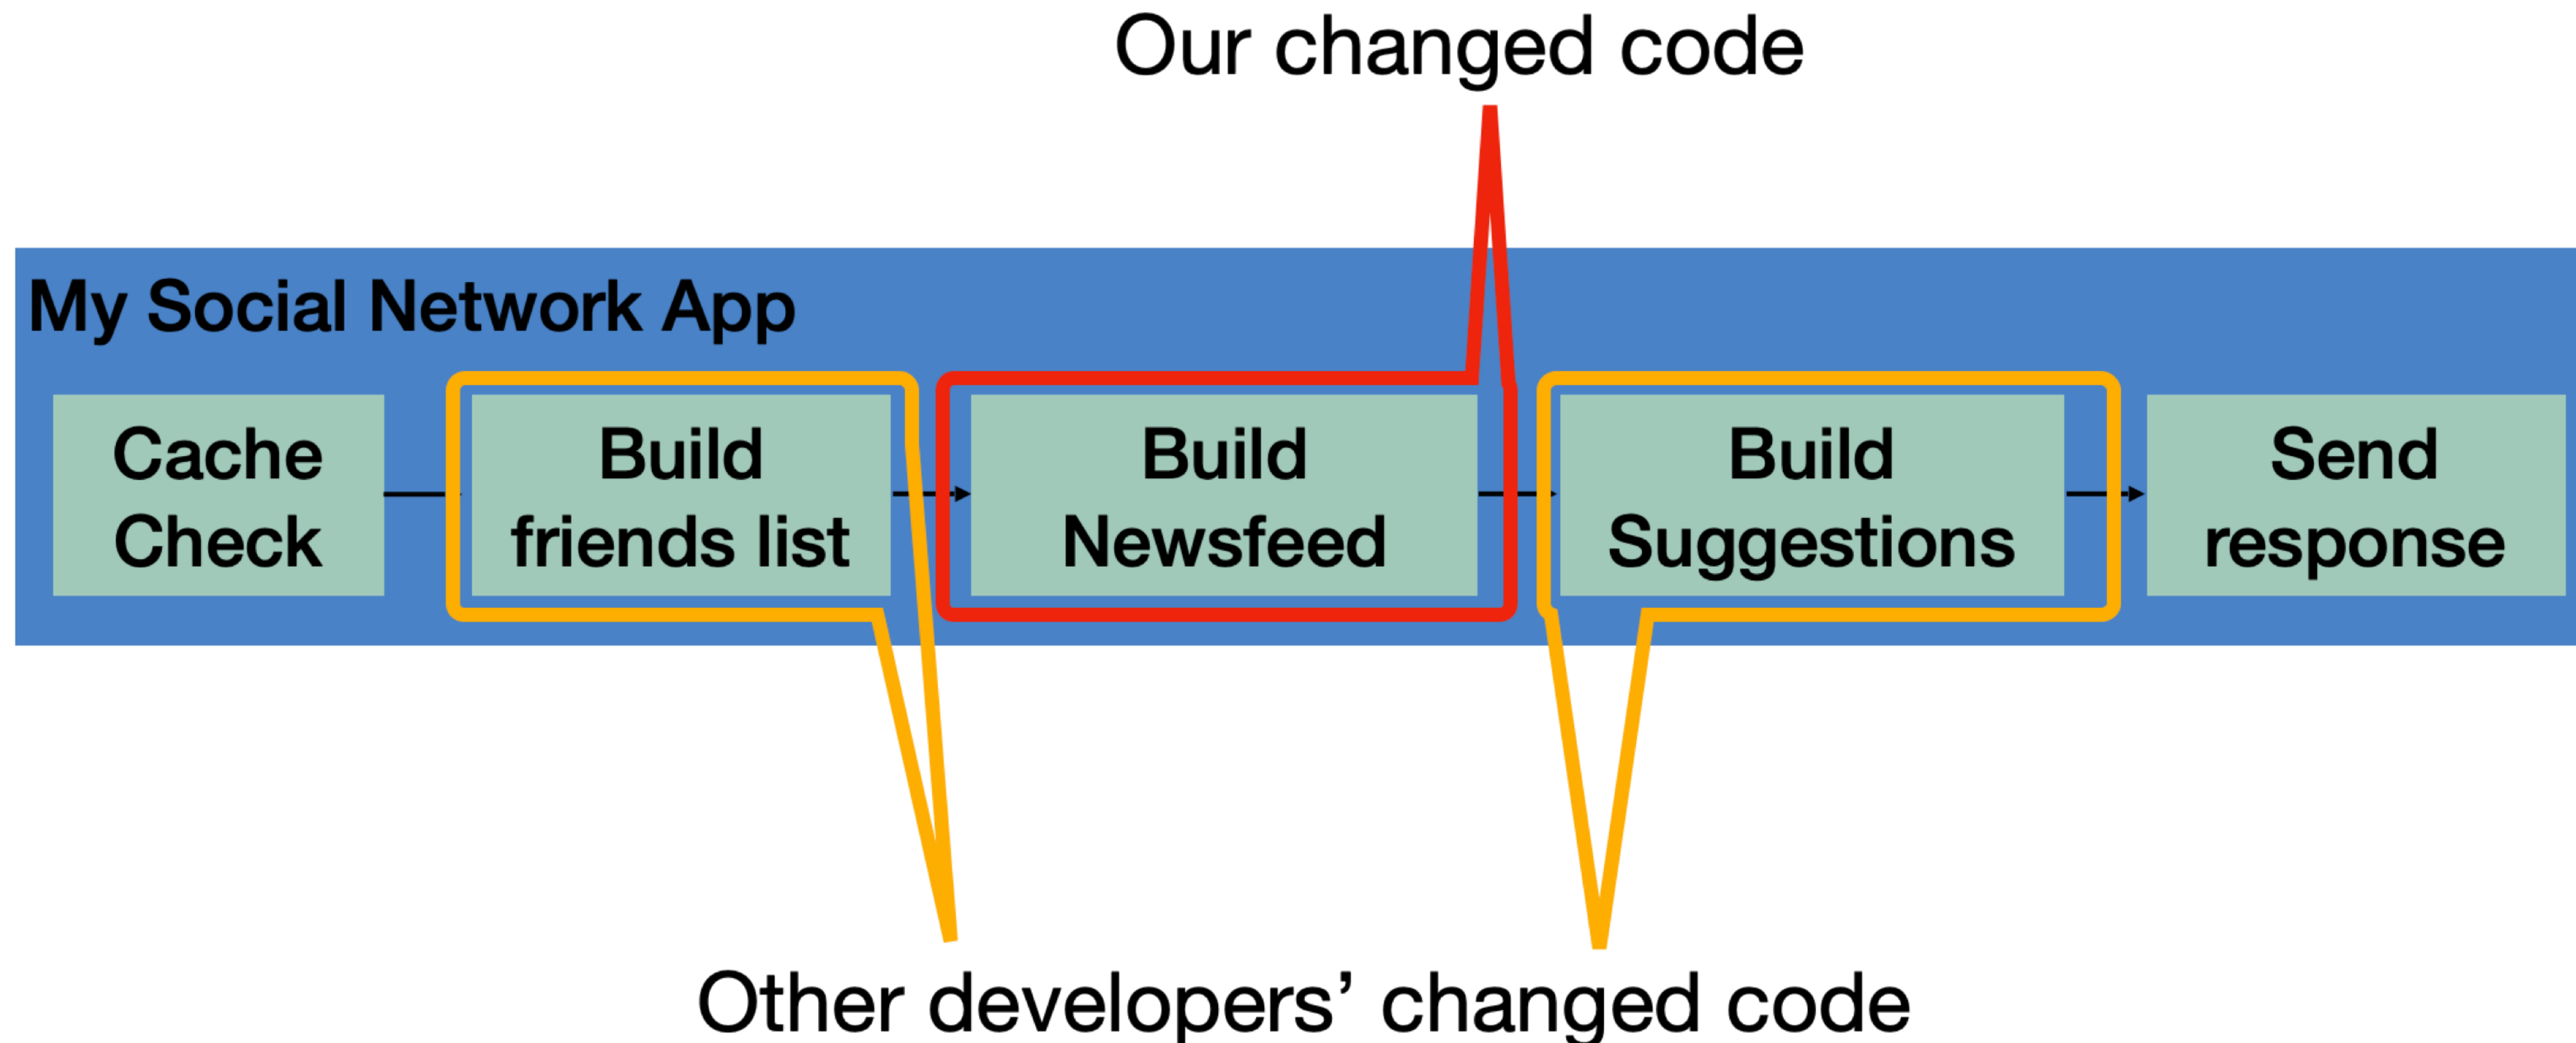 Our changed code
My Social Network App
Cache
Check
Build
friends list
Build
Newsfeed
Build
Suggestions
Send
response
Other developers’ changed code